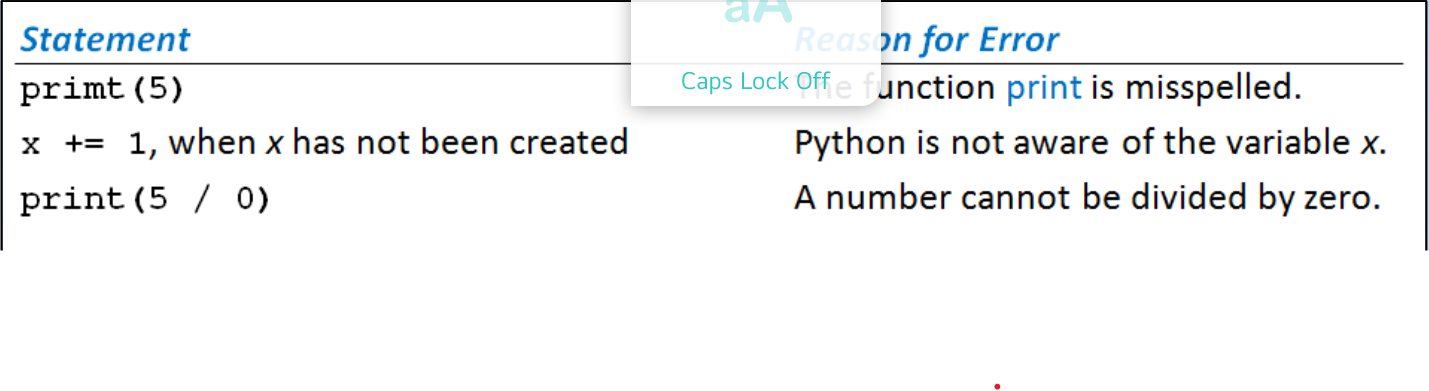 aA
Caps Lock Off
Statement Reason for Error
primt(5) The function print is misspelled.
x += 1, when x has not been created Python is not aware of the variable x.
print(5 / 0) A number cannot be divided by zero.